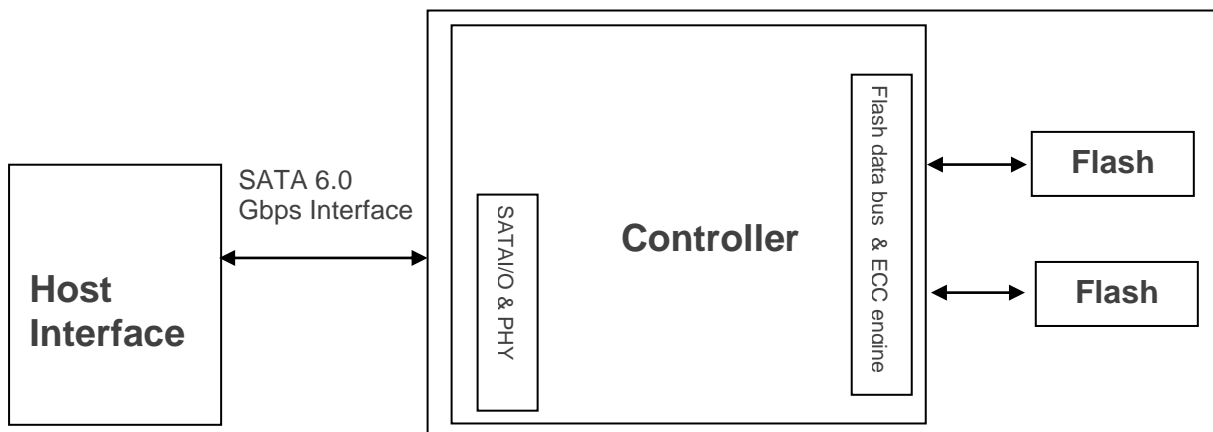 Host
Interface
SATA 6.0
Gbps Interface
SATAI/O & PHY
Controller
Flash data bus & ECC engine
Flash
Flash